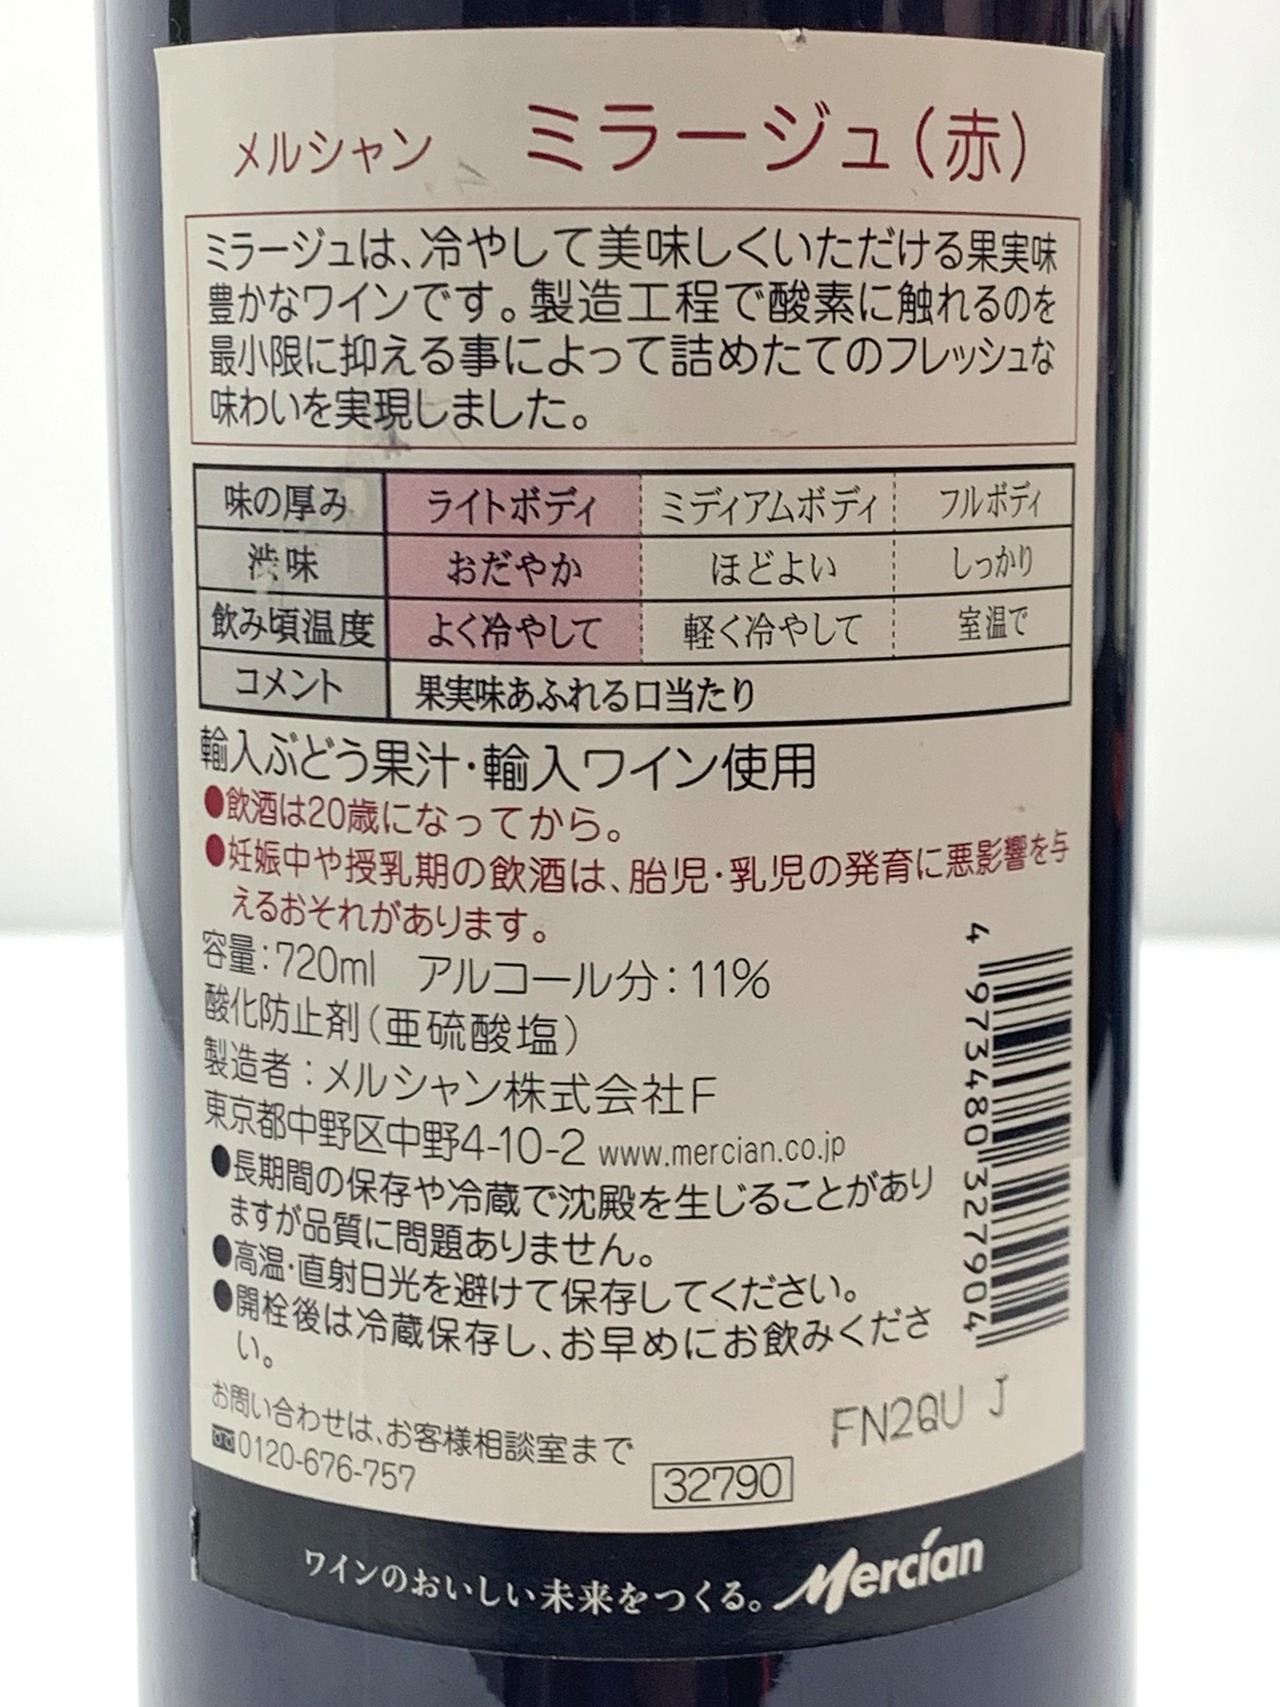 メルシャン ミラージュ(赤)
ミラージュは、冷やして美味しくいただける果実味
豊かなワインです。製造工程で酸素に触れるのを
最小限に抑える事によって詰めたてのフレッシュな
味わいを実現しました。
味の厚み ライトボディ ミディアムボディ フルボディ
渋味 おだやか ほどよい しっかり
飲み頃温度 よく冷やして 軽く冷やして 室温で
コメント 果実味あふれる口当たり
輸入ぶどう果汁・輸入ワイン使用
●飲酒は20歳になってから。
●妊娠中や授乳期の飲酒は、胎児・乳児の発育に悪影響を与
えるおそれがあります。
容量:720ml アルコール分:11%
酸化防止剤(亜硫酸塩)
製造者:メルシャン株式会社F
東京都中野区中野4-10-2 www.mercian.co.jp
●長期間の保存や冷蔵で沈殿を生じることがあり
ますが品質に問題ありません。
●高温・直射日光を避けて保存してください。
●開栓後は冷蔵保存し、お早めにお飲みくださ
い。
4 973480 327904
お問い合わせは、お客様相談室まで
0120-676-757
FN2QU J
32790
ワインのおいしい未来をつくる。 Mercian